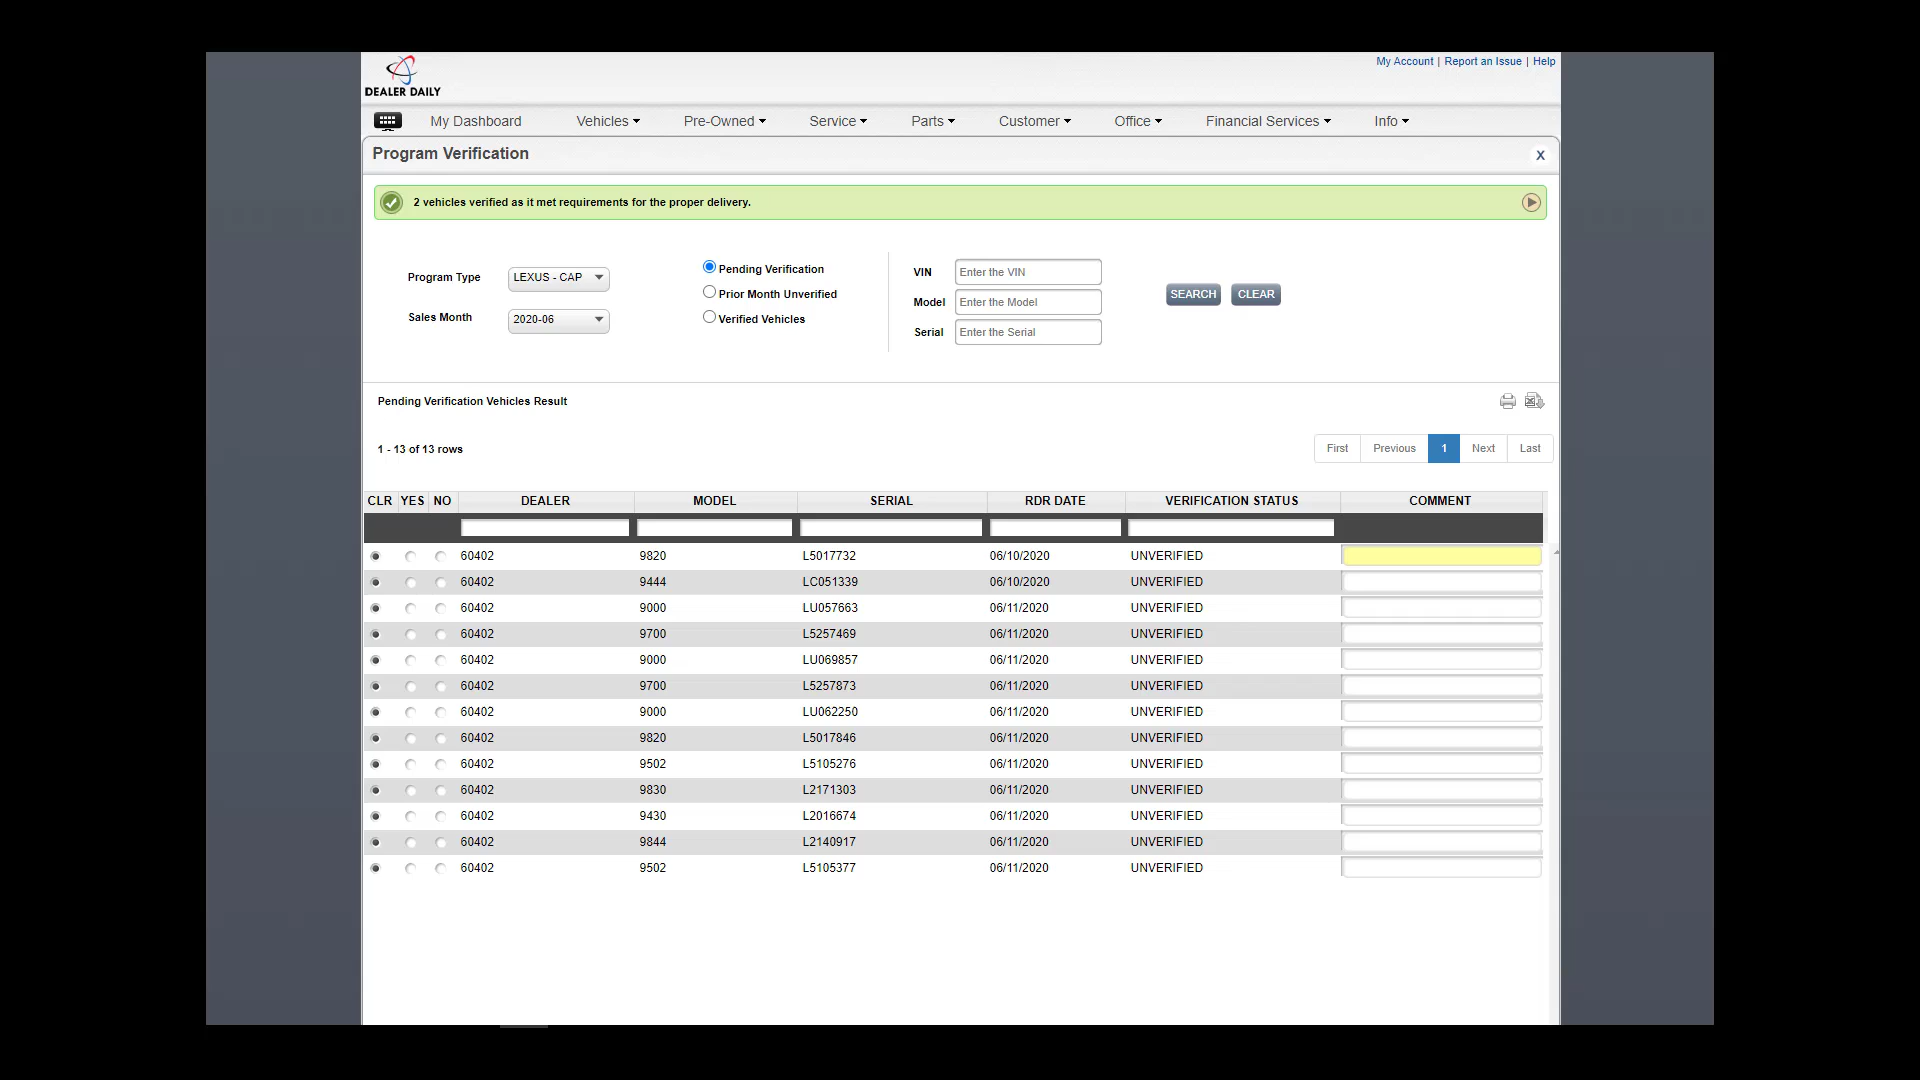 My Account | Report an Issue | Help
DEALER DAILY
My Dashboard Vehicles Pre-Owned Service Parts Customer Office Financial Services Info
Program Verification X
2 vehicles verified as it met requirements for the proper delivery.
Program Type LEXUS - CAP
Sales Month 2020-06
Pending Verification
Prior Month Unverified
Verified Vehicles
VIN Enter the VIN
Model Enter the Model
Serial Enter the Serial
SEARCH CLEAR
Pending Verification Vehicles Result
1 - 13 of 13 rows
First Previous 1 Next Last
CLR YES NO DEALER MODEL SERIAL RDR DATE VERIFICATION STATUS COMMENT
60402 9820 L5017732 06/10/2020 UNVERIFIED
60402 9444 LC051339 06/10/2020 UNVERIFIED
60402 9000 LU057663 06/11/2020 UNVERIFIED
60402 9700 L5257469 06/11/2020 UNVERIFIED
60402 9000 LU069857 06/11/2020 UNVERIFIED
60402 9700 L5257873 06/11/2020 UNVERIFIED
60402 9000 LU062250 06/11/2020 UNVERIFIED
60402 9820 L5017846 06/11/2020 UNVERIFIED
60402 9502 L5105276 06/11/2020 UNVERIFIED
60402 9830 L2171303 06/11/2020 UNVERIFIED
60402 9430 L2016674 06/11/2020 UNVERIFIED
60402 9844 L2140917 06/11/2020 UNVERIFIED
60402 9502 L5105377 06/11/2020 UNVERIFIED